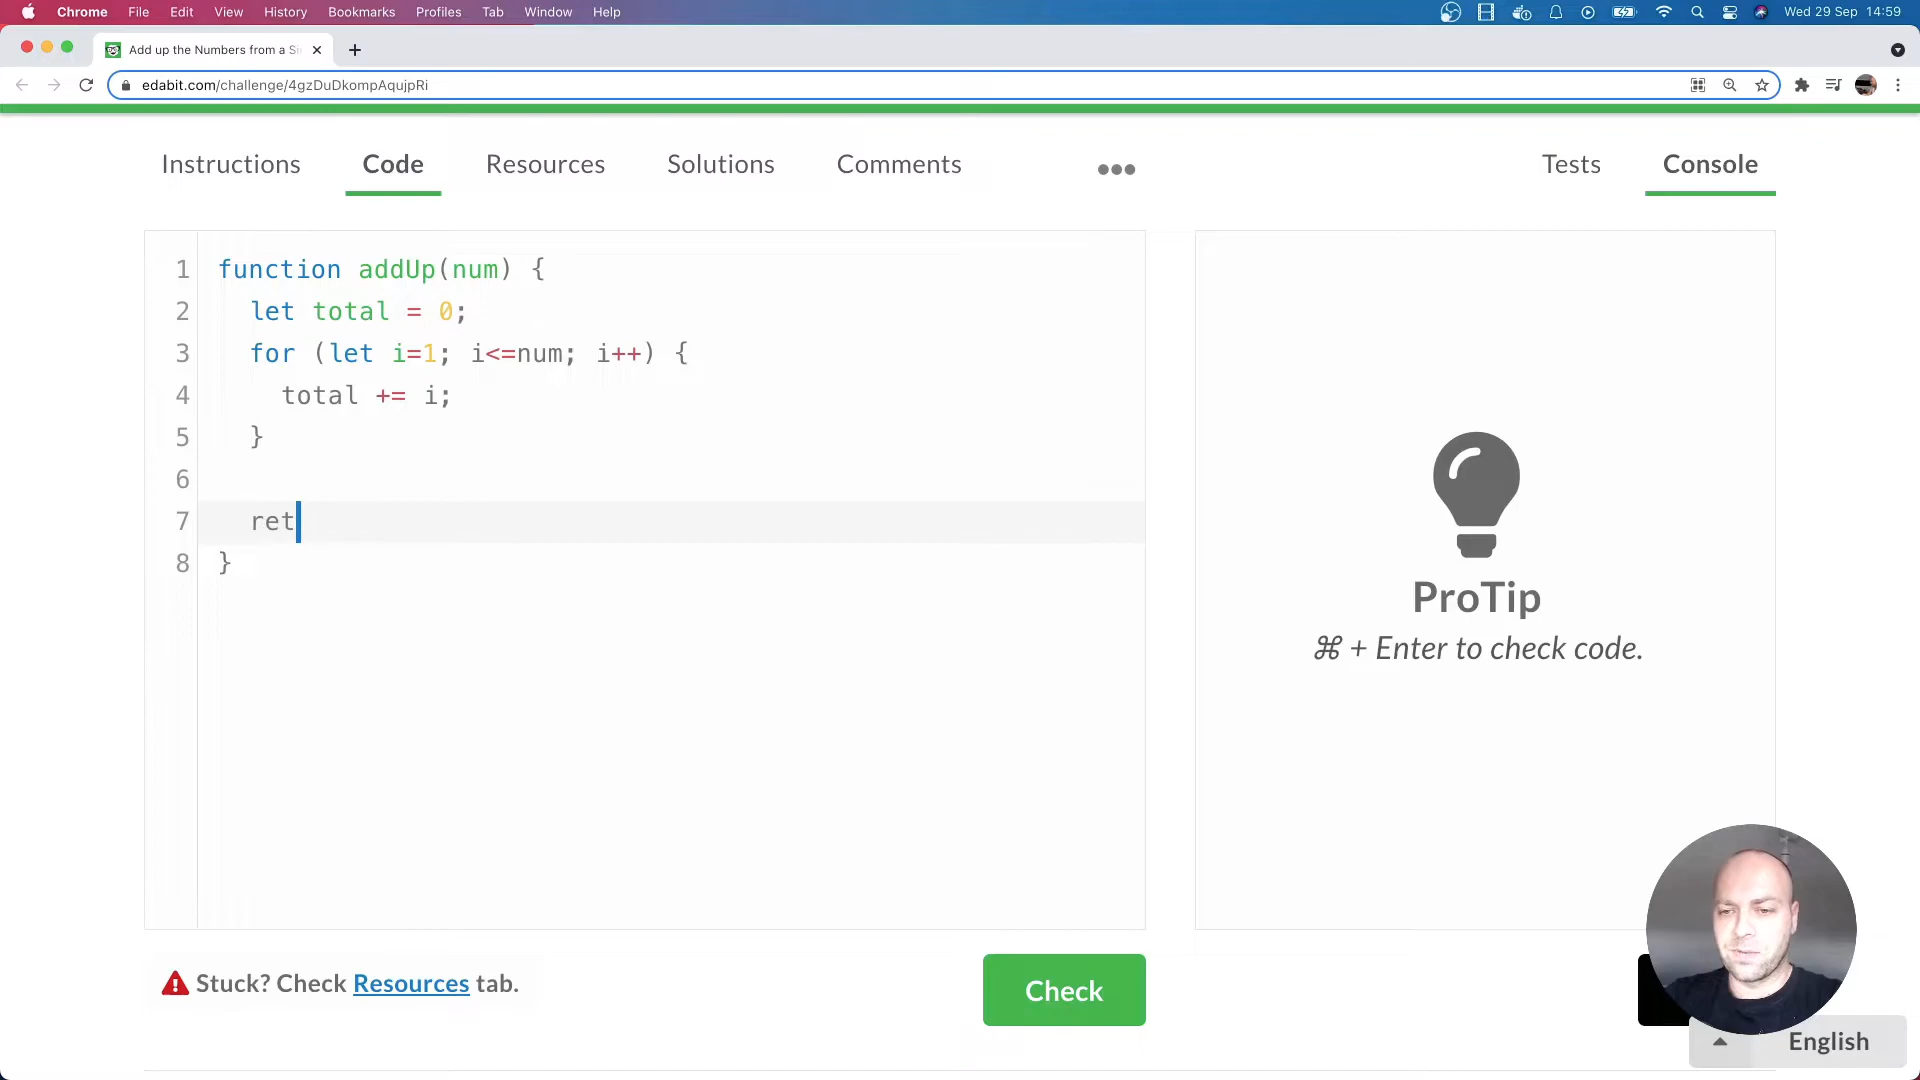 Chrome File Edit View History Bookmarks Profiles Tab Window Help Wed 29 Sep 14:59
Add up the Numbers from a Si
edabit.com/challenge/4gzDuDkompAqujpRi
Instructions Code Resources Solutions Comments ••• Tests Console
1 function addUp(num) {
2 let total = 0;
3 for (let i=1; i<=num; i++) {
4 total += i;
5 }
6
7 ret
8 }
ProTip
⌘ + Enter to check code.
Stuck? Check Resources tab.
Check
English